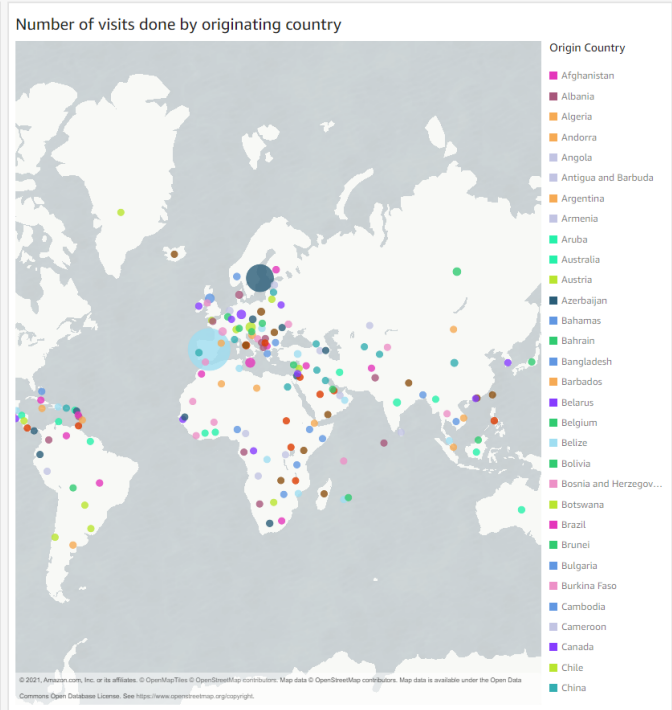 Number of visits done by originating country
Origin Country
Afghanistan
Albania
Algeria
Andorra
Angola
Antigua and Barbuda
Argentina
Armenia
Aruba
Australia
Austria
Azerbaijan
Bahamas
Bahrain
Bangladesh
Barbados
Belarus
Belgium
Belize
Bolivia
Bosnia and Herzegov...
Botswana
Brazil
Brunei
Bulgaria
Burkina Faso
Cambodia
Cameroon
Canada
Chile
China
© 2021, Amazon.com, Inc. or its affiliates. © OpenMapTiles © OpenStreetMap contributors. Map data © OpenStreetMap contributors. Map data is available under the Open Data
Commons Open Database License. See https://www.openstreetmap.org/copyright.